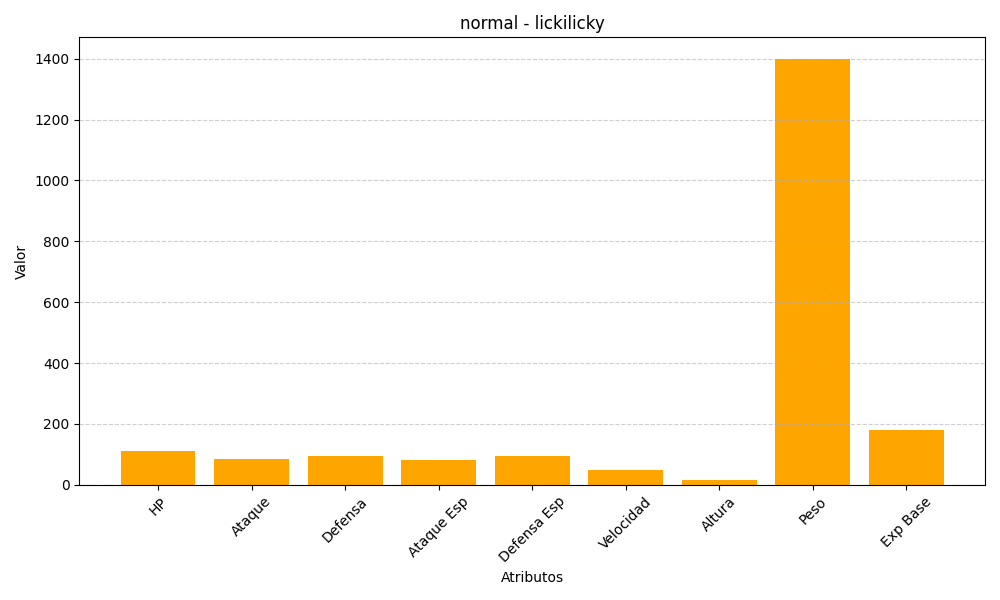 normal - lickilicky
Valor
1400
1200
1000
800
600
400
200
0
HP
Ataque
Defensa
Ataque Esp
Defensa Esp
Velocidad
Altura
Peso
Exp Base
Atributos